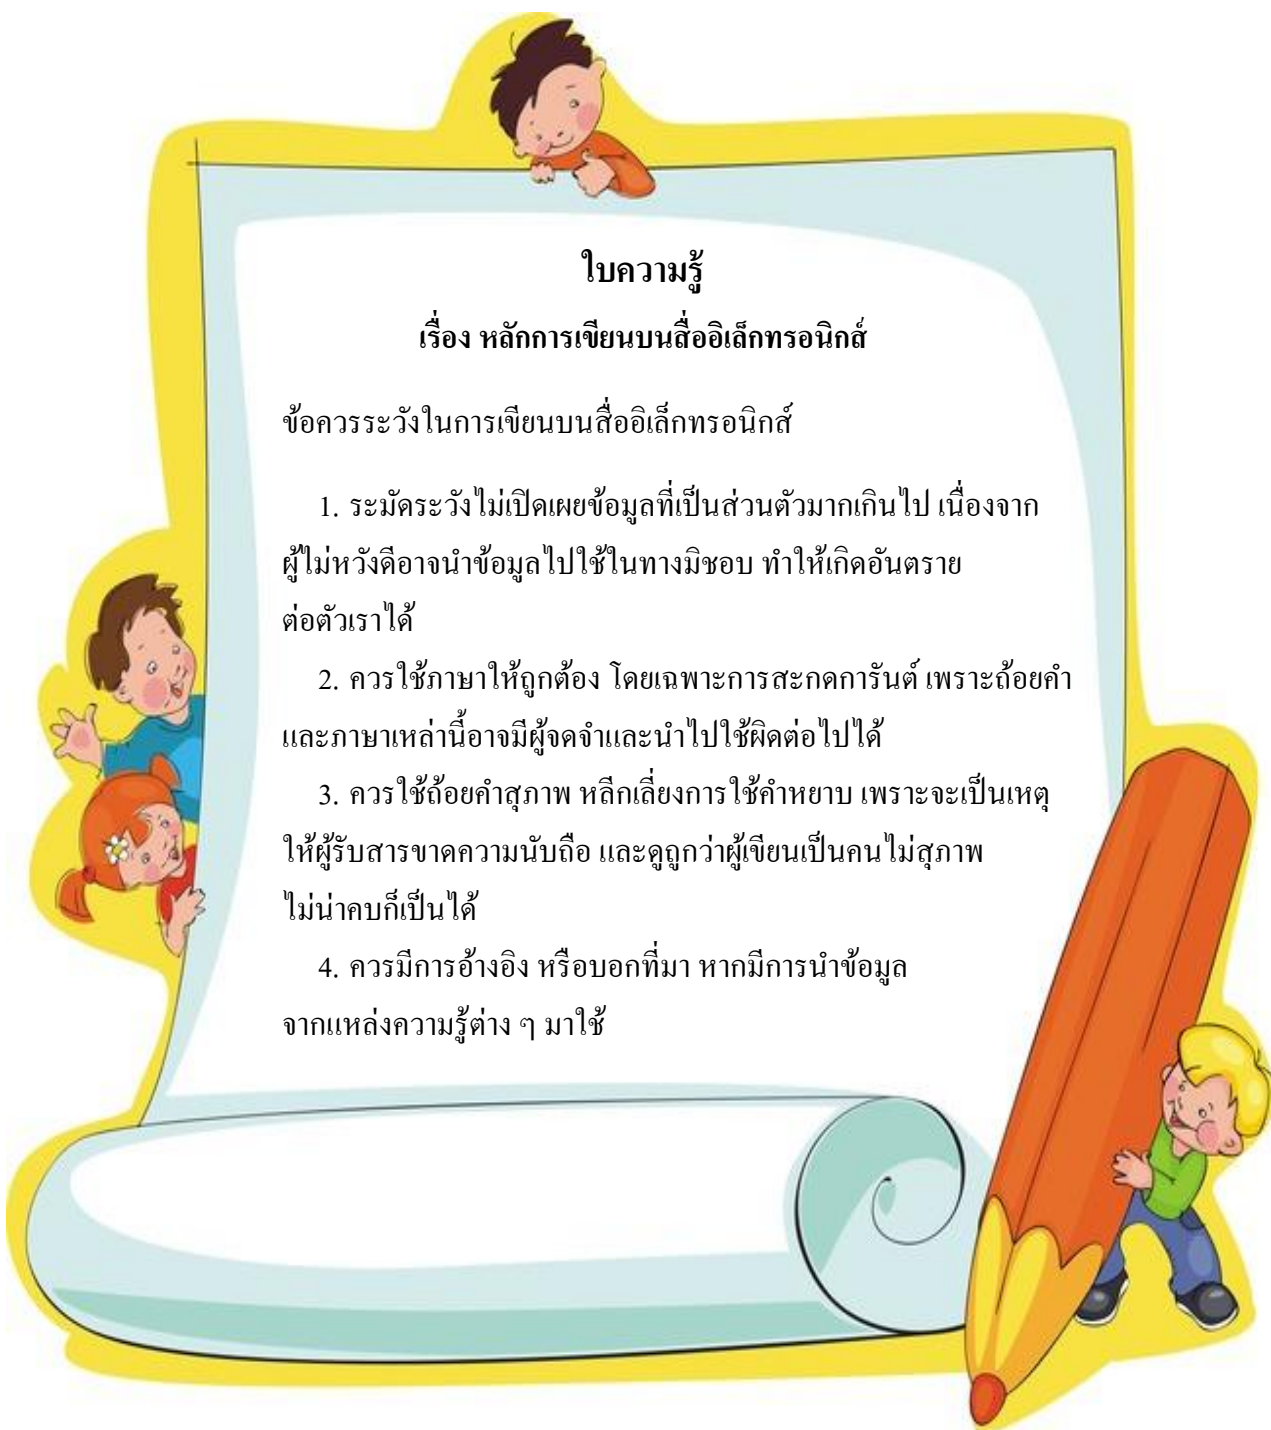 ใบความรู้
เรื่อง หลักการเขียนบนสื่ออิเล็กทรอนิกส์
ข้อควรระวังในการเขียนบนสื่ออิเล็กทรอนิกส์
1. ระมัดระวังไม่เปิดเผยข้อมูลที่เป็นส่วนตัวมากเกินไป เนื่องจาก
ผู้ไม่หวังดีอาจนำข้อมูลไปใช้ในทางมิชอบ ทำให้เกิดอันตราย
ต่อตัวเราได้
2. ควรใช้ภาษาให้ถูกต้อง โดยเฉพาะการสะกดการันต์ เพราะถ้อยคำ
และภาษาเหล่านี้อาจมีผู้จดจำและนำไปใช้ผิดต่อไปได้
3. ควรใช้ถ้อยคำสุภาพ หลีกเลี่ยงการใช้คำหยาบ เพราะจะเป็นเหตุ
ให้ผู้รับสารขาดความนับถือ และดูถูกว่าผู้เขียนเป็นคนไม่สุภาพ
ไม่น่าคบก็เป็นได้
4. ควรมีการอ้างอิง หรือบอกที่มา หากมีการนำข้อมูล
จากแหล่งความรู้ต่าง ๆ มาใช้